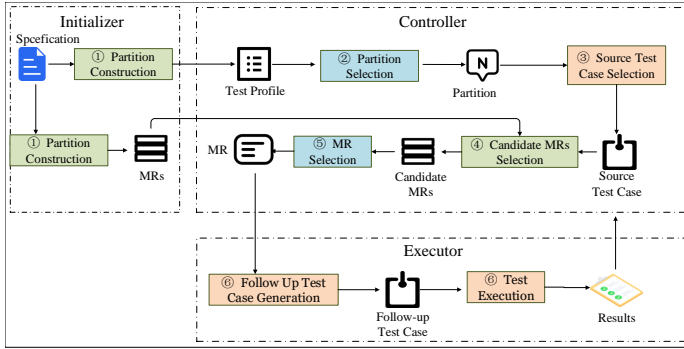 Initializer
Controller
Spcefication
① Partition
Construction
Test Profile
② Partition
Selection
N
Partition
③ Source Test
Case Selection
① Partition
Construction
MRs
MR
⑤ MR
Selection
Candidate
MRs
④ Candidate MRs
Selection
Source
Test Case
Executor
⑥ Follow Up Test
Case Generation
Follow-up
Test Case
⑥ Test
Execution
Results